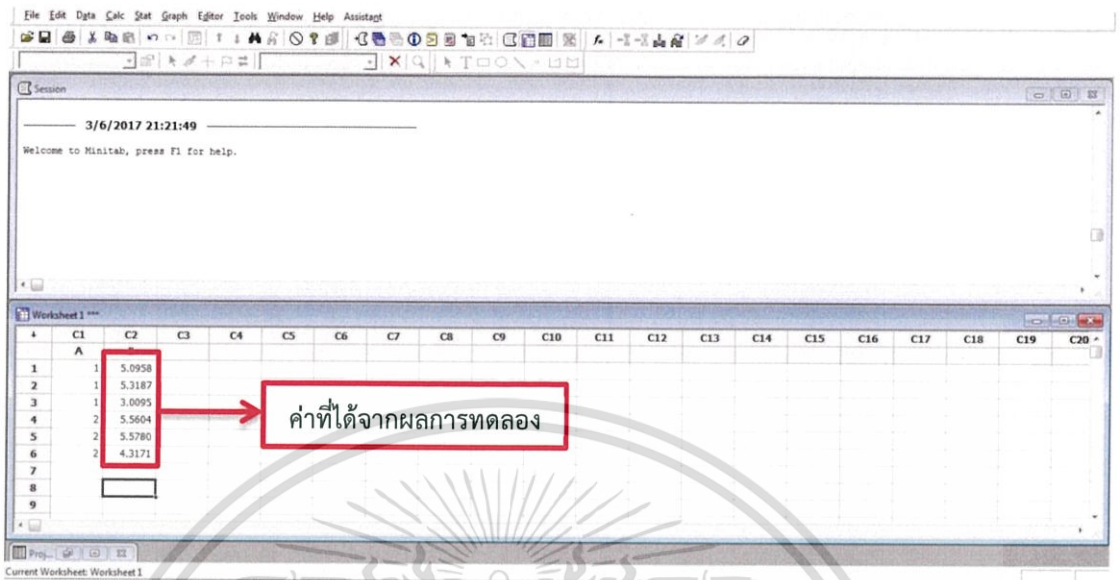 File Edit Data Calc Stat Graph Editor Tools Window Help Assistant
Session
3/6/2017 21:21:49
Welcome to Minitab, press F1 for help.
Worksheet 1 ***
C1 C2 C3 C4 C5 C6 C7 C8 C9 C10 C11 C12 C13 C14 C15 C16 C17 C18 C19 C20
A
1 1 5.0958
2 1 5.3187
3 1 3.0095
4 2 5.5604
5 2 5.5780
6 2 4.3171
7
8
9
ค่าที่ได้จากผลการทดลอง
Proj...
Current Worksheet: Worksheet 1